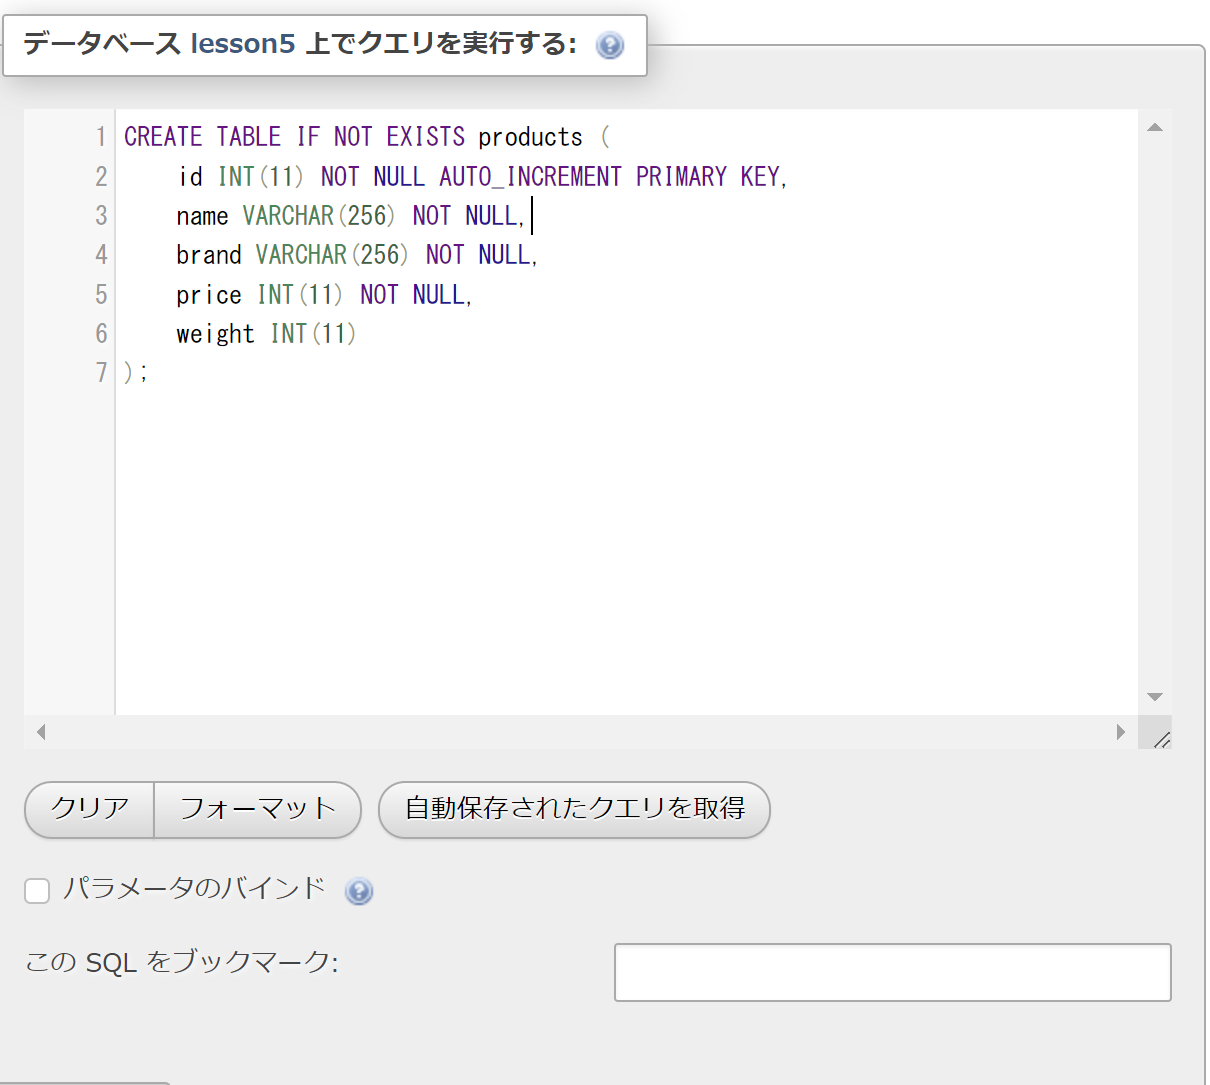 データベース lesson5 上でクエリを実行する:
1 CREATE TABLE IF NOT EXISTS products (
2 id INT(11) NOT NULL AUTO_INCREMENT PRIMARY KEY,
3 name VARCHAR(256) NOT NULL,
4 brand VARCHAR(256) NOT NULL,
5 price INT(11) NOT NULL,
6 weight INT(11)
7 );
クリア フォーマット 自動保存されたクエリを取得
パラメータのバインド
この SQL をブックマーク: